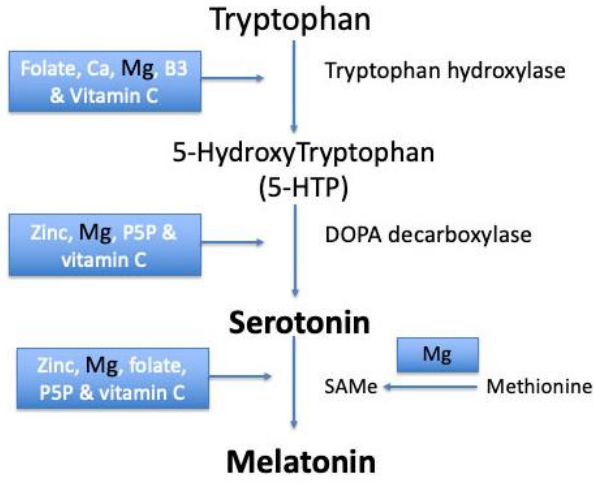 Tryptophan
Folate, Ca, Mg, B3
& Vitamin C
Tryptophan hydroxylase
5-HydroxyTryptophan
(5-HTP)
Zinc, Mg, P5P &
vitamin C
DOPA decarboxylase
Serotonin
Zinc, Mg, folate,
P5P & vitamin C
Mg
SAMe
Methionine
Melatonin